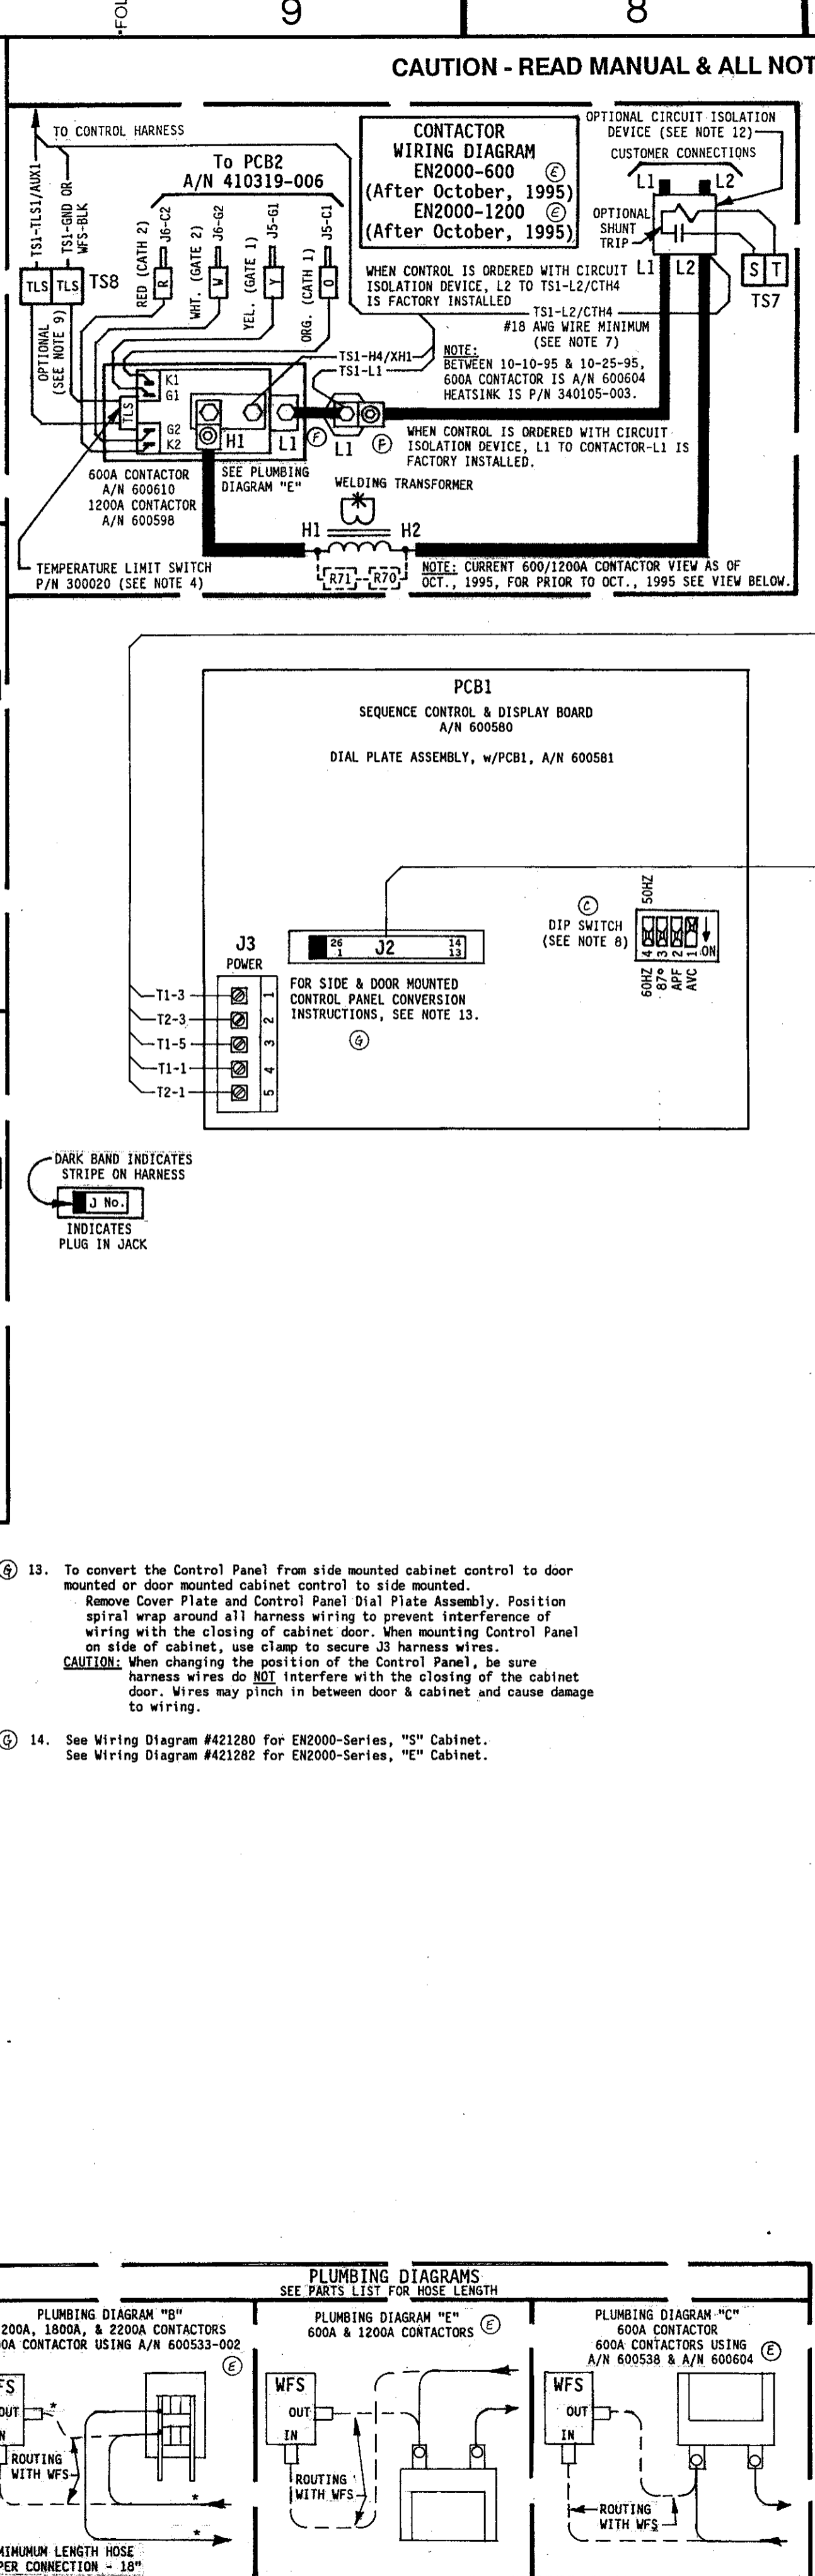 -FOL
9
8
CAUTION - READ MANUAL & ALL NOT
TO CONTROL HARNESS
TS1-TLS1/AUX1
TS1-GND OR
WFS-BLK
To PCB2
A/N 410319-006
RED (CATH 2)
J6-C2
WHT. (GATE 2)
J6-G2
YEL. (GATE 1)
J5-G1
ORG. (CATH 1)
J5-C1
R
W
Y
O
TLS
TLS
TS8
OPTIONAL
(SEE NOTE 9)
CONTACTOR
WIRING DIAGRAM
EN2000-600 E
(After October, 1995)
EN2000-1200 E
(After October, 1995)
OPTIONAL CIRCUIT ISOLATION
DEVICE (SEE NOTE 12)
CUSTOMER CONNECTIONS
L1
L2
OPTIONAL
SHUNT
TRIP
L1
L2
S
T
TS7
WHEN CONTROL IS ORDERED WITH CIRCUIT
ISOLATION DEVICE, L2 TO TS1-L2/CTH4
IS FACTORY INSTALLED
TS1-L2/CTH4
#18 AWG WIRE MINIMUM
(SEE NOTE 7)
TS1-H4/XH1
TS1-L1
NOTE:
BETWEEN 10-10-95 & 10-25-95,
600A CONTACTOR IS A/N 600604
HEATSINK IS P/N 340105-003.
K1
G1
TLS
G2
K2
H1
L1
F
L1
F
WHEN CONTROL IS ORDERED WITH CIRCUIT
ISOLATION DEVICE, L1 TO CONTACTOR-L1 IS
FACTORY INSTALLED.
600A CONTACTOR
A/N 600610
1200A CONTACTOR
A/N 600598
SEE PLUMBING
DIAGRAM "E"
WELDING TRANSFORMER
H1
H2
R71
R70
TEMPERATURE LIMIT SWITCH
P/N 300020 (SEE NOTE 4)
NOTE: CURRENT 600/1200A CONTACTOR VIEW AS OF
OCT., 1995, FOR PRIOR TO OCT., 1995 SEE VIEW BELOW.
PCB1
SEQUENCE CONTROL & DISPLAY BOARD
A/N 600580
DIAL PLATE ASSEMBLY, w/PCB1, A/N 600581
J3
POWER
26
1
J2
14
13
C
DIP SWITCH
(SEE NOTE 8)
50HZ
4
3
2
1
ON
60HZ
87°
APF
AVC
FOR SIDE & DOOR MOUNTED
CONTROL PANEL CONVERSION
INSTRUCTIONS, SEE NOTE 13.
G
T1-3
1
T2-3
2
T1-5
3
T1-1
4
T2-1
5
DARK BAND INDICATES
STRIPE ON HARNESS
J No.
INDICATES
PLUG IN JACK
G 13. To convert the Control Panel from side mounted cabinet control to door
mounted or door mounted cabinet control to side mounted.
Remove Cover Plate and Control Panel Dial Plate Assembly. Position
spiral wrap around all harness wiring to prevent interference of
wiring with the closing of cabinet door. When mounting Control Panel
on side of cabinet, use clamp to secure J3 harness wires.
CAUTION: When changing the position of the Control Panel, be sure
harness wires do NOT interfere with the closing of the cabinet
door. Wires may pinch in between door & cabinet and cause damage
to wiring.
G 14. See Wiring Diagram #421280 for EN2000-Series, "S" Cabinet.
See Wiring Diagram #421282 for EN2000-Series, "E" Cabinet.
PLUMBING DIAGRAMS
SEE PARTS LIST FOR HOSE LENGTH
PLUMBING DIAGRAM "B"
200A, 1800A, & 2200A CONTACTORS
0A CONTACTOR USING A/N 600533-002
E
FS
OUT
*
N
ROUTING
WITH WFS
*
*
MINIMUMUM LENGTH HOSE
PER CONNECTION - 18"
PLUMBING DIAGRAM "E"
600A & 1200A CONTACTORS E
WFS
OUT
IN
ROUTING
WITH WFS
PLUMBING DIAGRAM "C"
600A CONTACTOR
600A CONTACTORS USING
A/N 600538 & A/N 600604 E
WFS
OUT
IN
ROUTING
WITH WFS